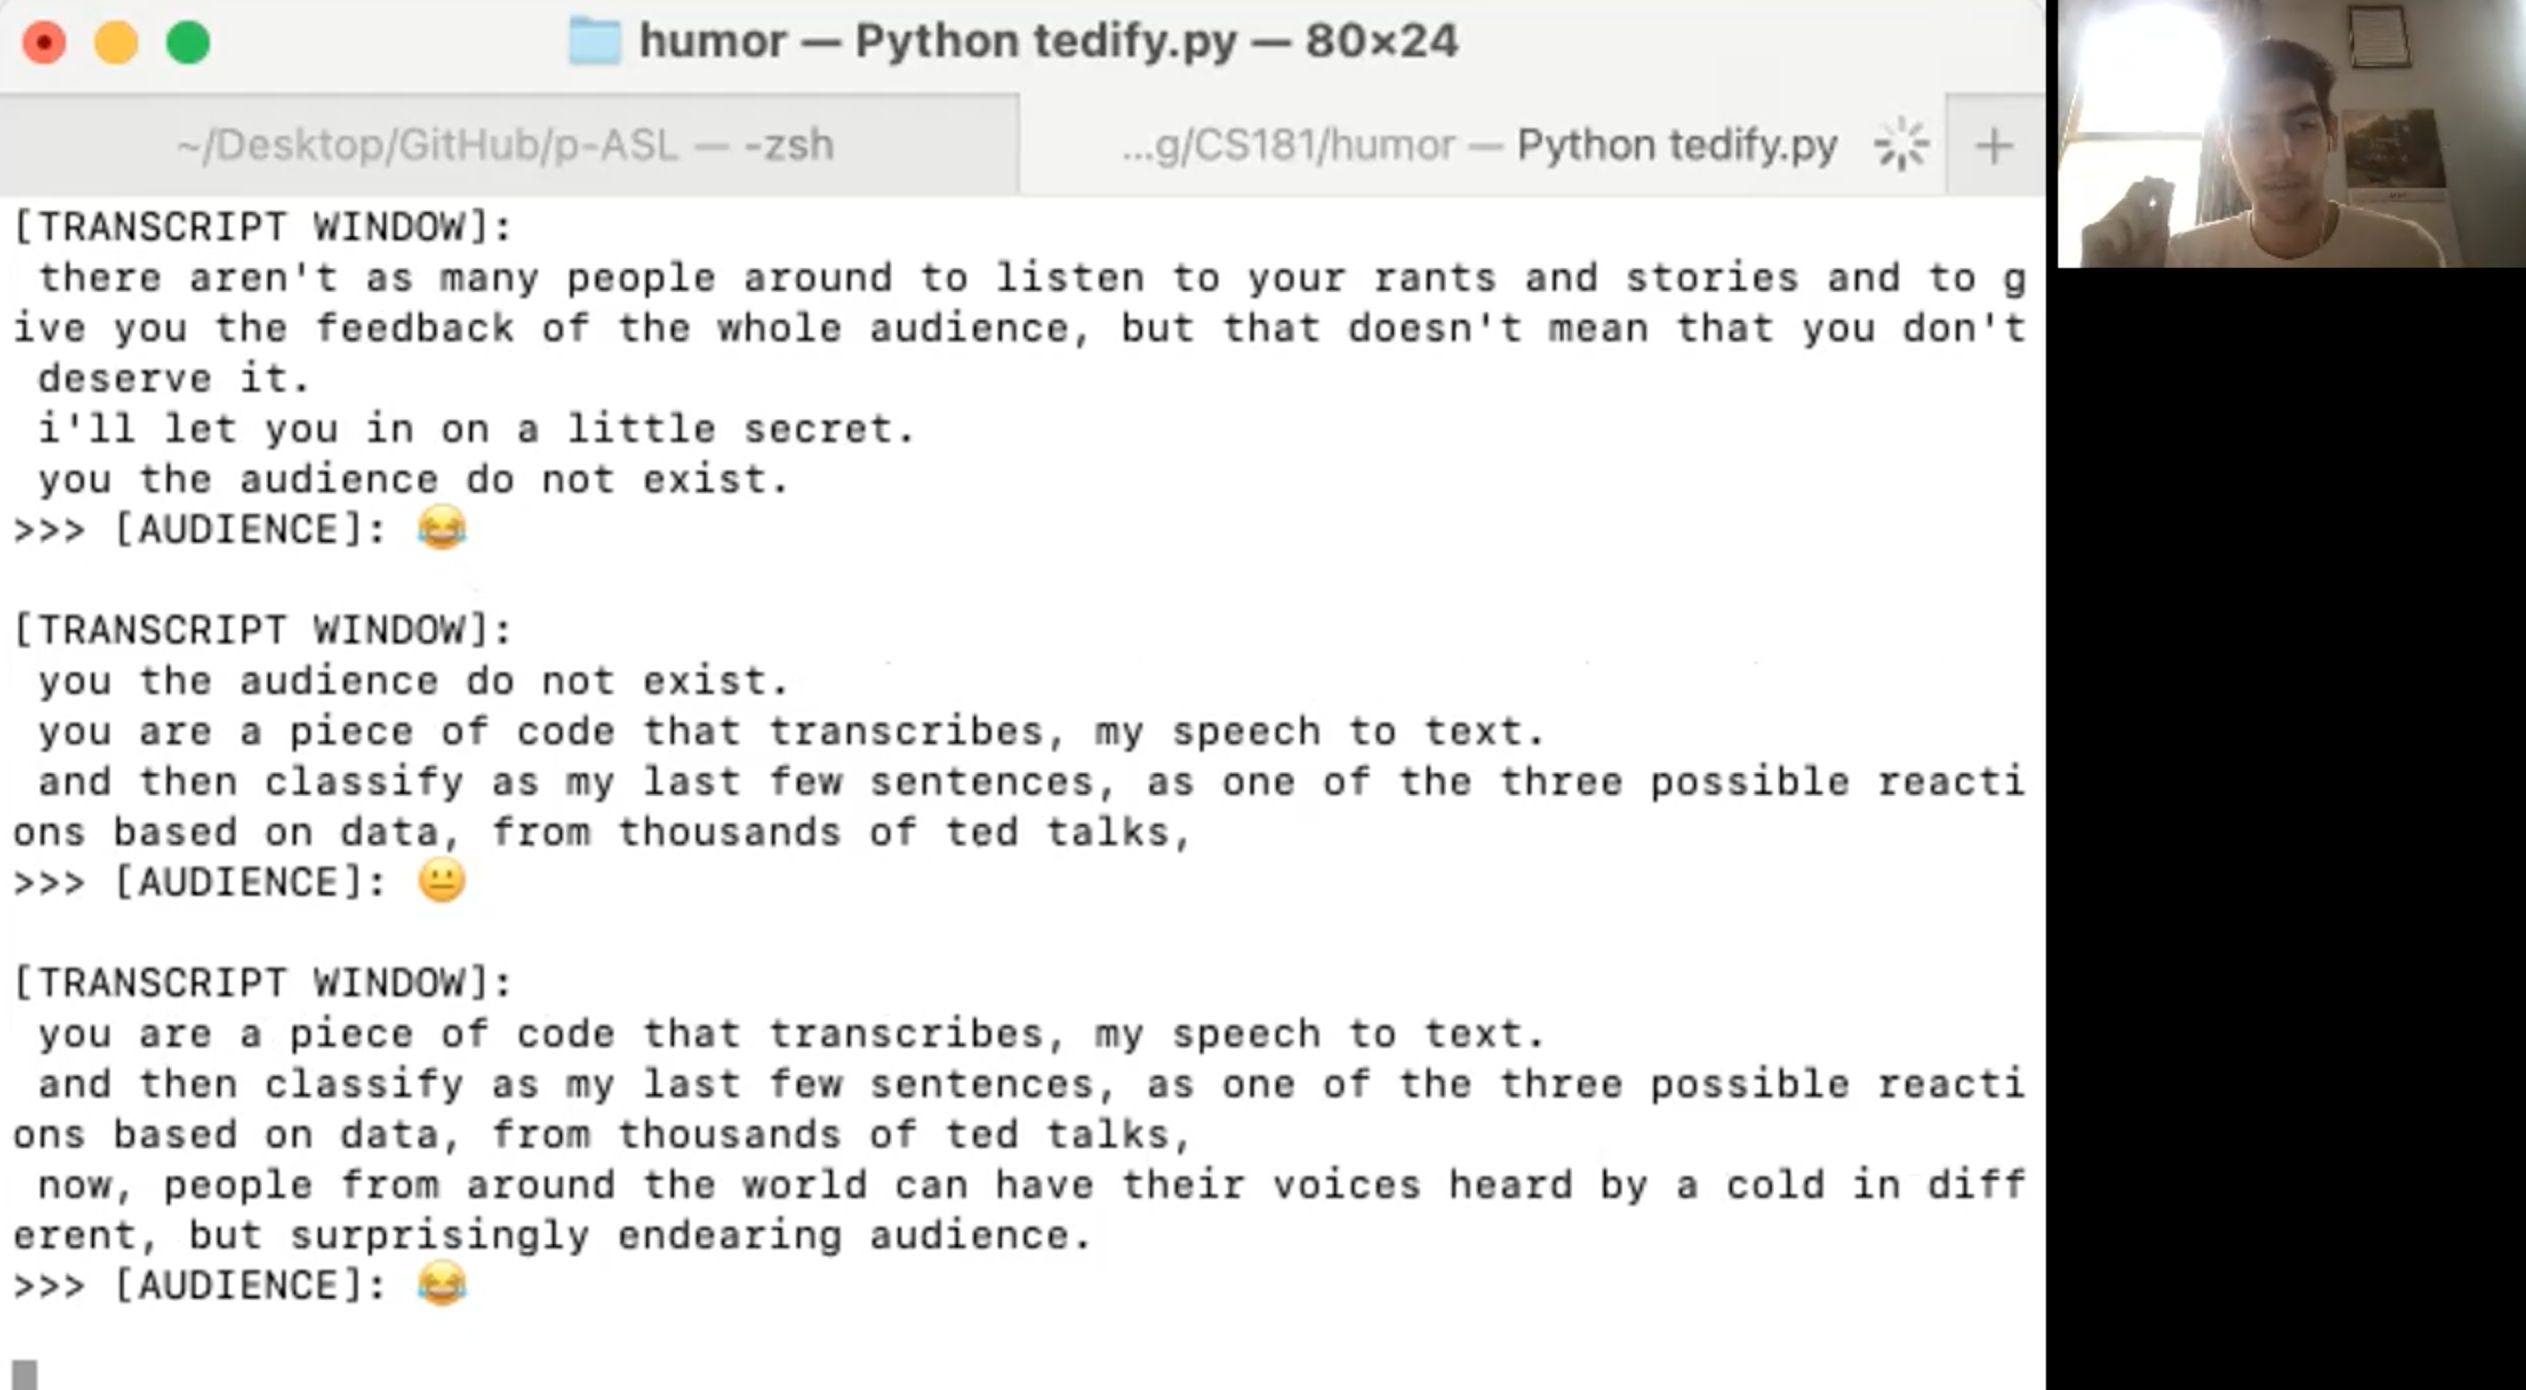 humor — Python tedify.py — 80×24
~/Desktop/GitHub/p-ASL — -zsh
...g/CS181/humor — Python tedify.py
+
[TRANSCRIPT WINDOW]:
there aren't as many people around to listen to your rants and stories and to g
ive you the feedback of the whole audience, but that doesn't mean that you don't
deserve it.
i'll let you in on a little secret.
you the audience do not exist.
>>> [AUDIENCE]: 😂
[TRANSCRIPT WINDOW]:
you the audience do not exist.
you are a piece of code that transcribes, my speech to text.
and then classify as my last few sentences, as one of the three possible reacti
ons based on data, from thousands of ted talks,
>>> [AUDIENCE]: 😐
[TRANSCRIPT WINDOW]:
you are a piece of code that transcribes, my speech to text.
and then classify as my last few sentences, as one of the three possible reacti
ons based on data, from thousands of ted talks,
now, people from around the world can have their voices heard by a cold in diff
erent, but surprisingly endearing audience.
>>> [AUDIENCE]: 😂